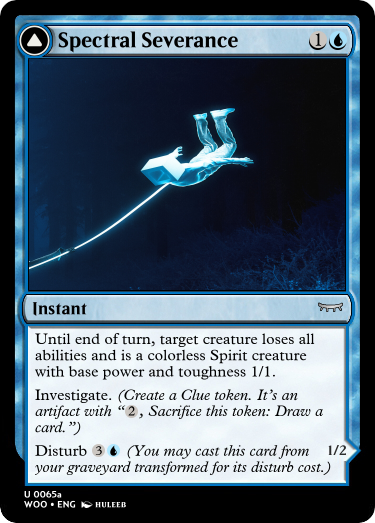 Spectral Severance 1
Instant
Until end of turn, target creature loses all
abilities and is a colorless Spirit creature
with base power and toughness 1/1.
Investigate. (Create a Clue token. It's an
artifact with “2, Sacrifice this token: Draw a
card.”)
Disturb 3 (You may cast this card from
your graveyard transformed for its disturb cost.)
1/2
U 0065a
WOO • ENG HULEEB